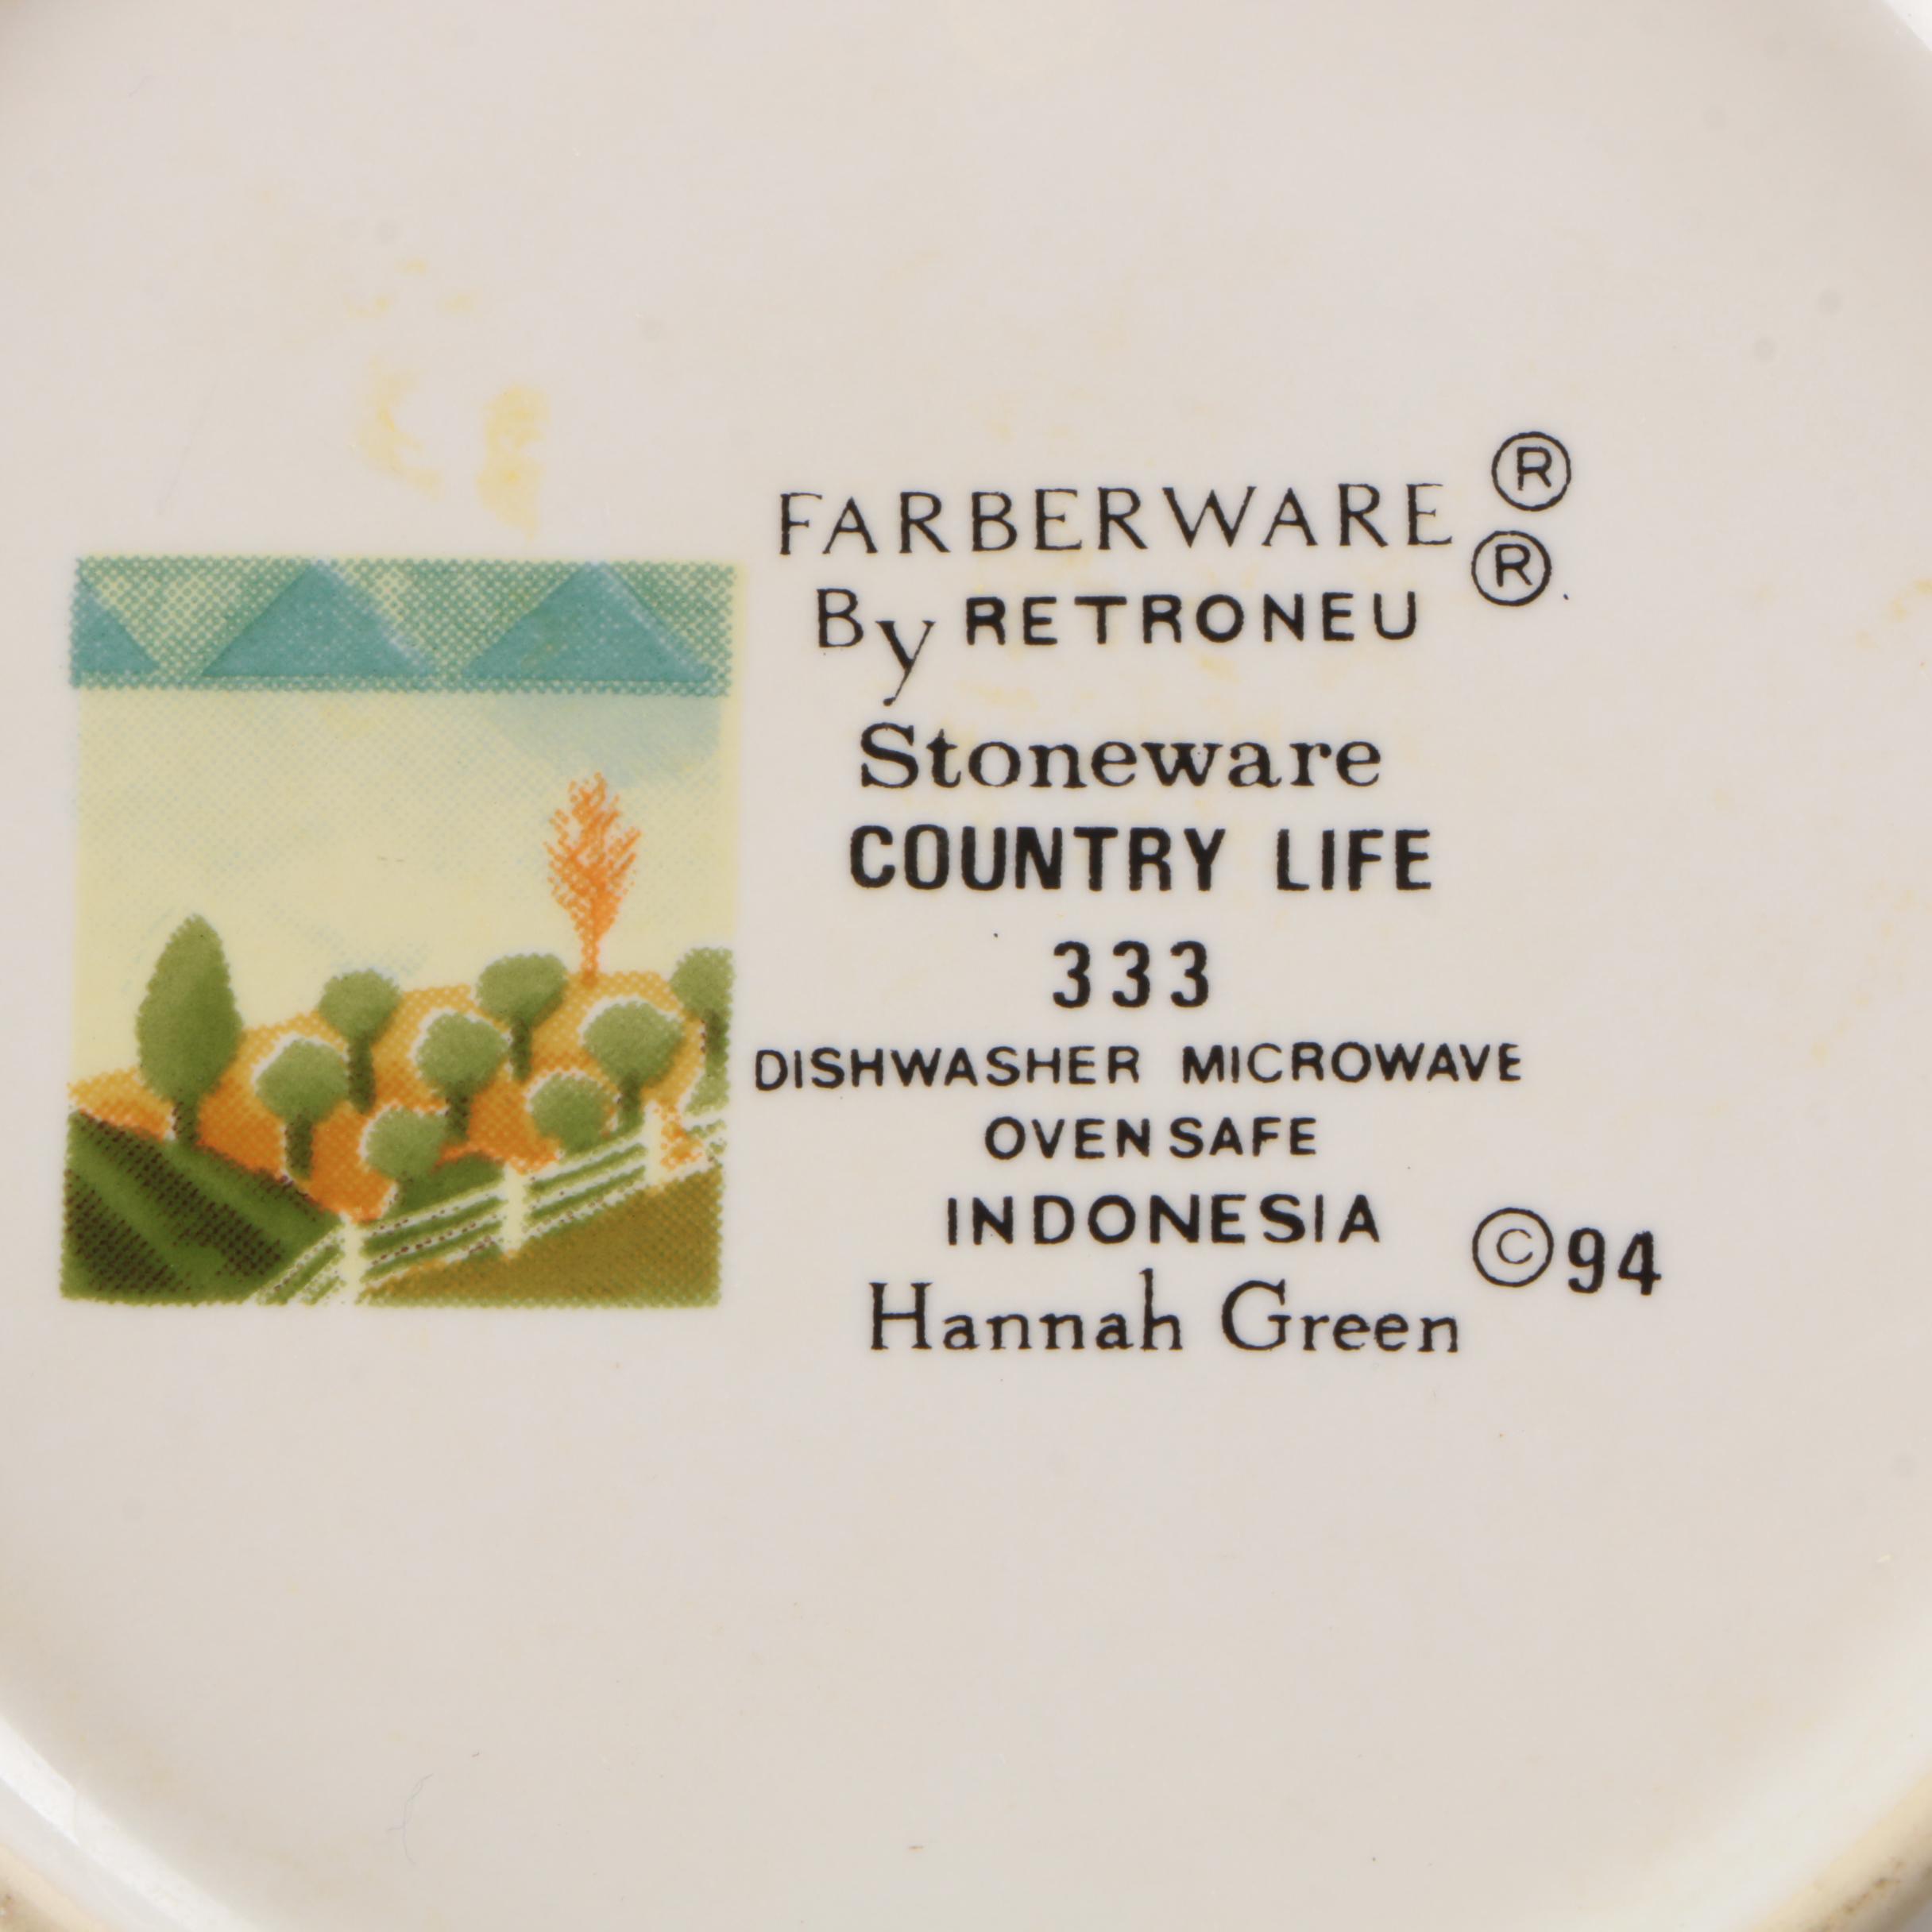 FARBERWARE ®
By RETRONEU ®.
Stoneware
COUNTRY LIFE
333
DISHWASHER MICROWAVE
OVEN SAFE
INDONESIA ©94
Hannah Green